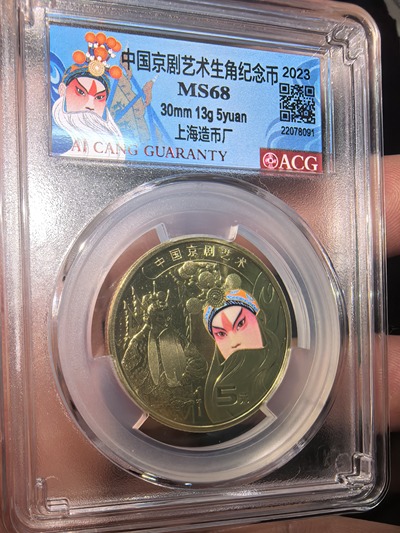 中国京剧艺术生角纪念币 2023
MS68
30mm 13g 5yuan
上海造币厂
22078091
AI CANG GUARANTY
ACG
中国京剧艺术
5元